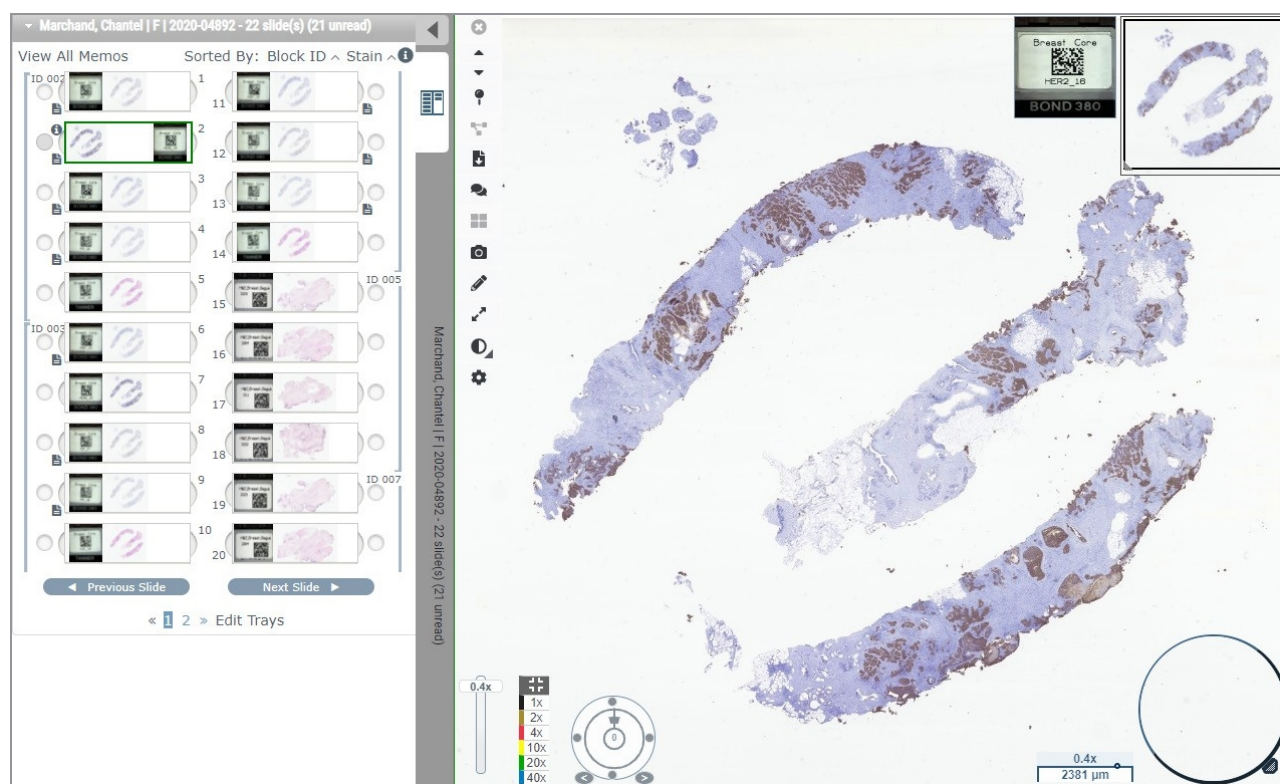 Marchand, Chantel | F | 2020-04892 - 22 slide(s) (21 unread)
View All Memos
Sorted By: Block ID ^ Stain ^
ID 002
1
11
2
12
3
13
4
14
5
15
ID 005
ID 003
6
16
7
17
8
18
9
19
ID 007
10
20
Previous Slide
Next Slide
« 1 2 » Edit Trays
Marchand, Chantel | F | 2020-04892 - 22 slide(s) (21 unread)
Breast Core
HER2_16
BOND 380
0.4x
1x
2x
4x
10x
20x
40x
0
0.4x
2381 µm